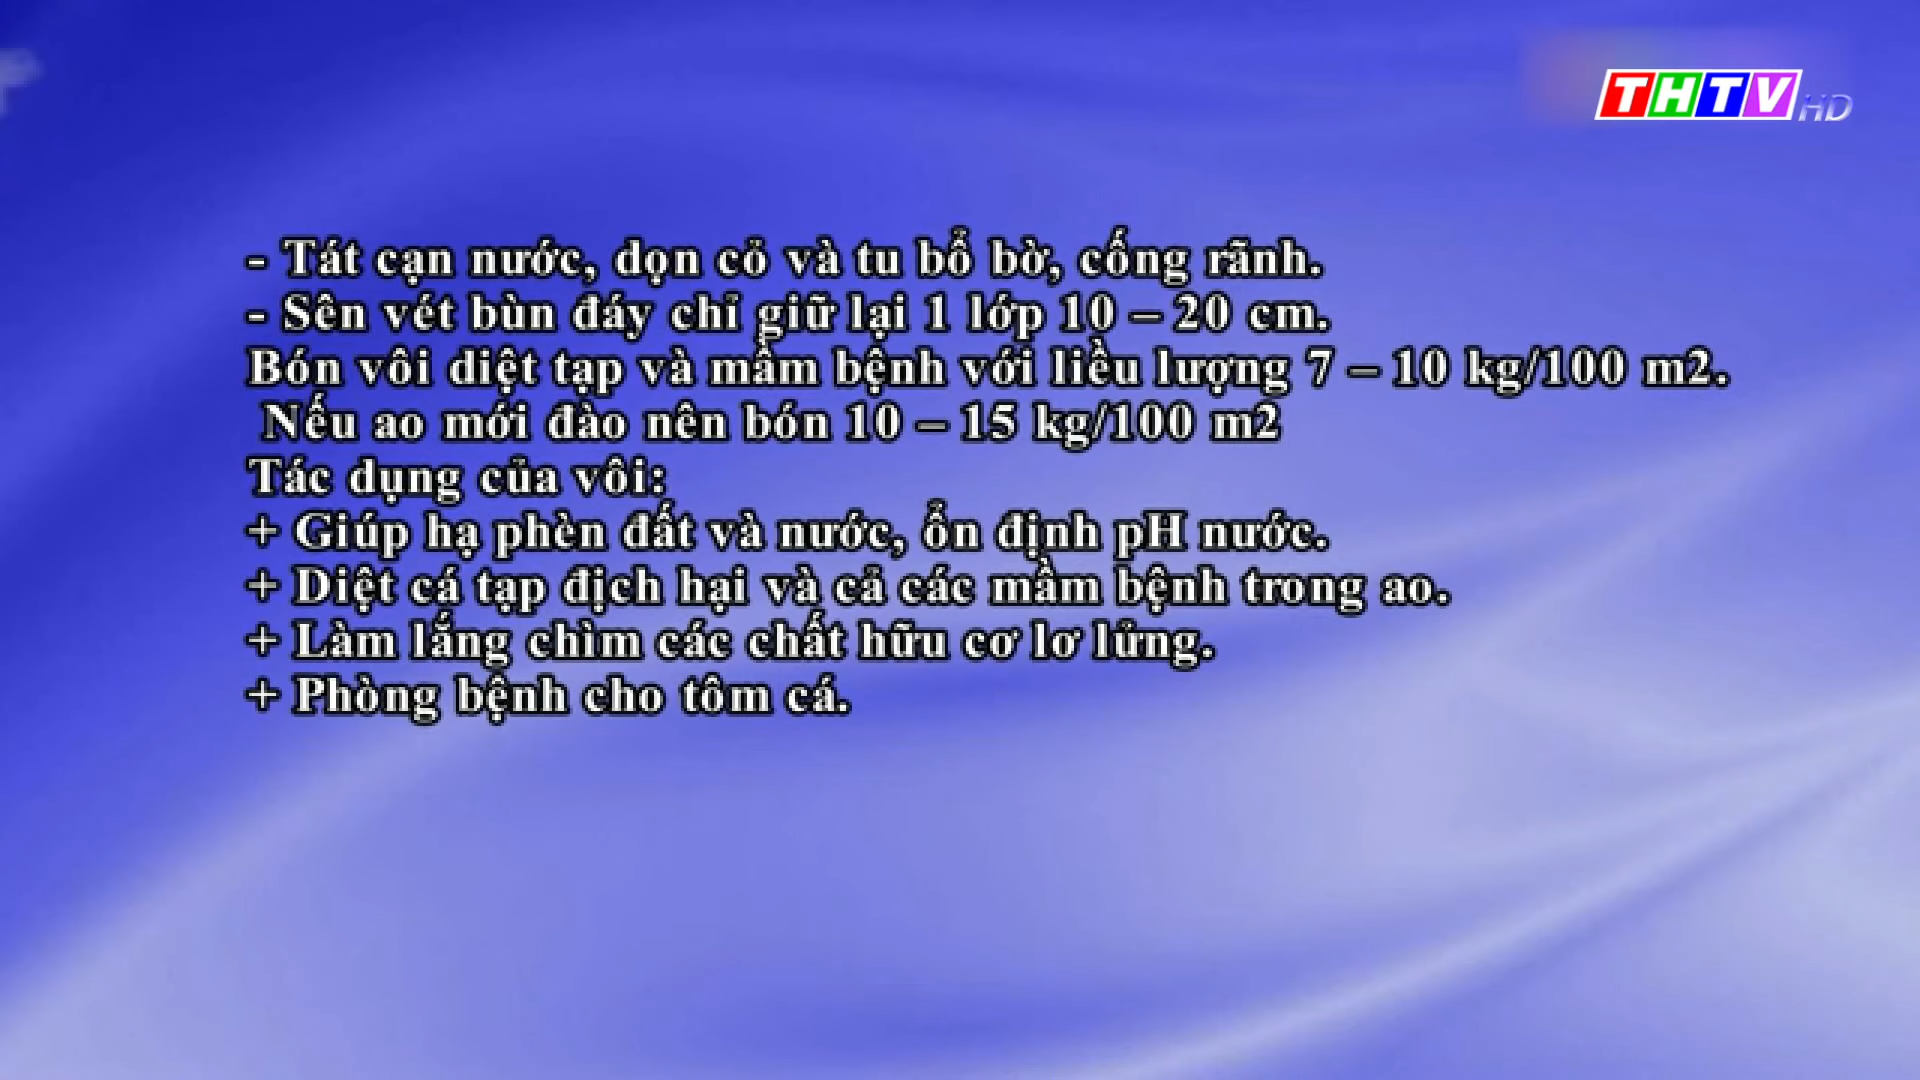 THTV HD
- Tát cạn nước, dọn cỏ và tu bổ bờ, cống rãnh.
- Sên vét bùn đáy chỉ giữ lại 1 lớp 10 – 20 cm.
Bón vôi diệt tạp và mầm bệnh với liều lượng 7 – 10 kg/100 m2.
Nếu ao mới đào nên bón 10 – 15 kg/100 m2
Tác dụng của vôi:
+ Giúp hạ phèn đất và nước, ổn định pH nước.
+ Diệt cá tạp địch hại và cả các mầm bệnh trong ao.
+ Làm lắng chìm các chất hữu cơ lơ lửng.
+ Phòng bệnh cho tôm cá.